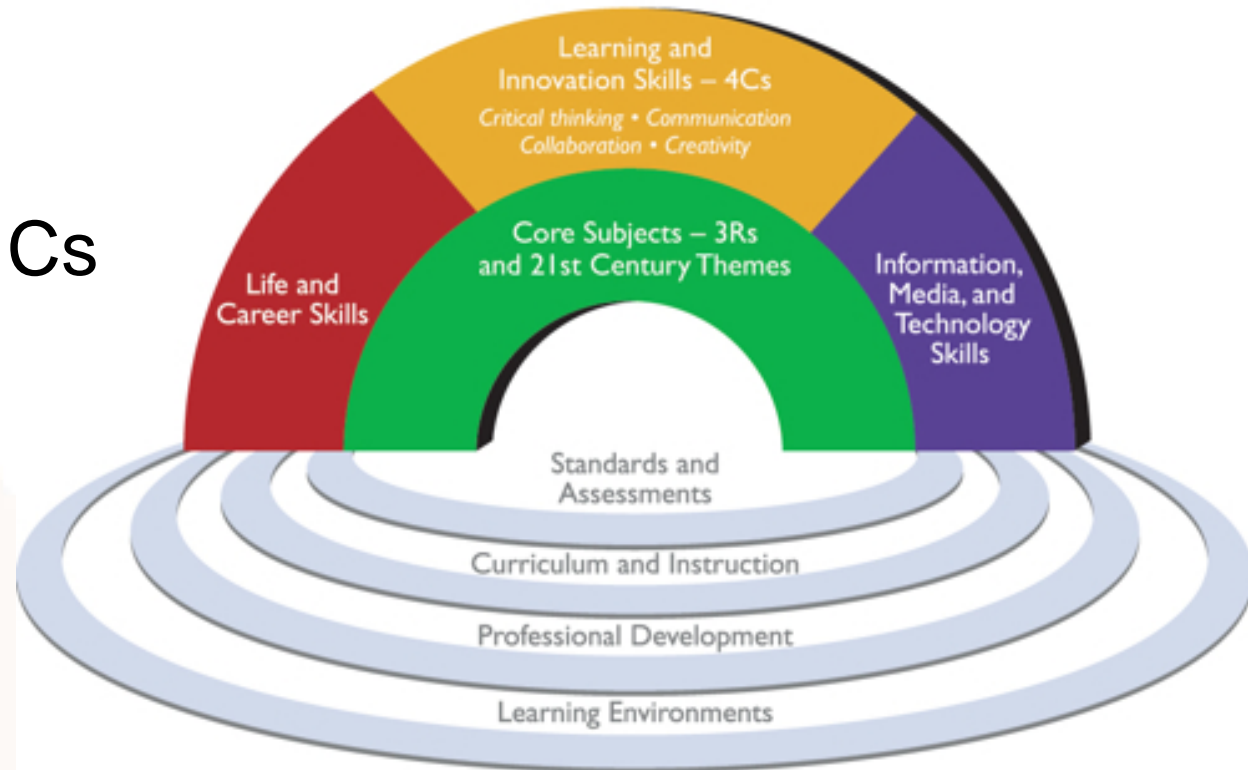 Learning and
Innovation Skills – 4Cs
Critical thinking • Communication
Collaboration • Creativity
Cs
Core Subjects – 3Rs
and 21st Century Themes
Life and
Career Skills
Information,
Media, and
Technology
Skills
Standards and
Assessments
Curriculum and Instruction
Professional Development
Learning Environments